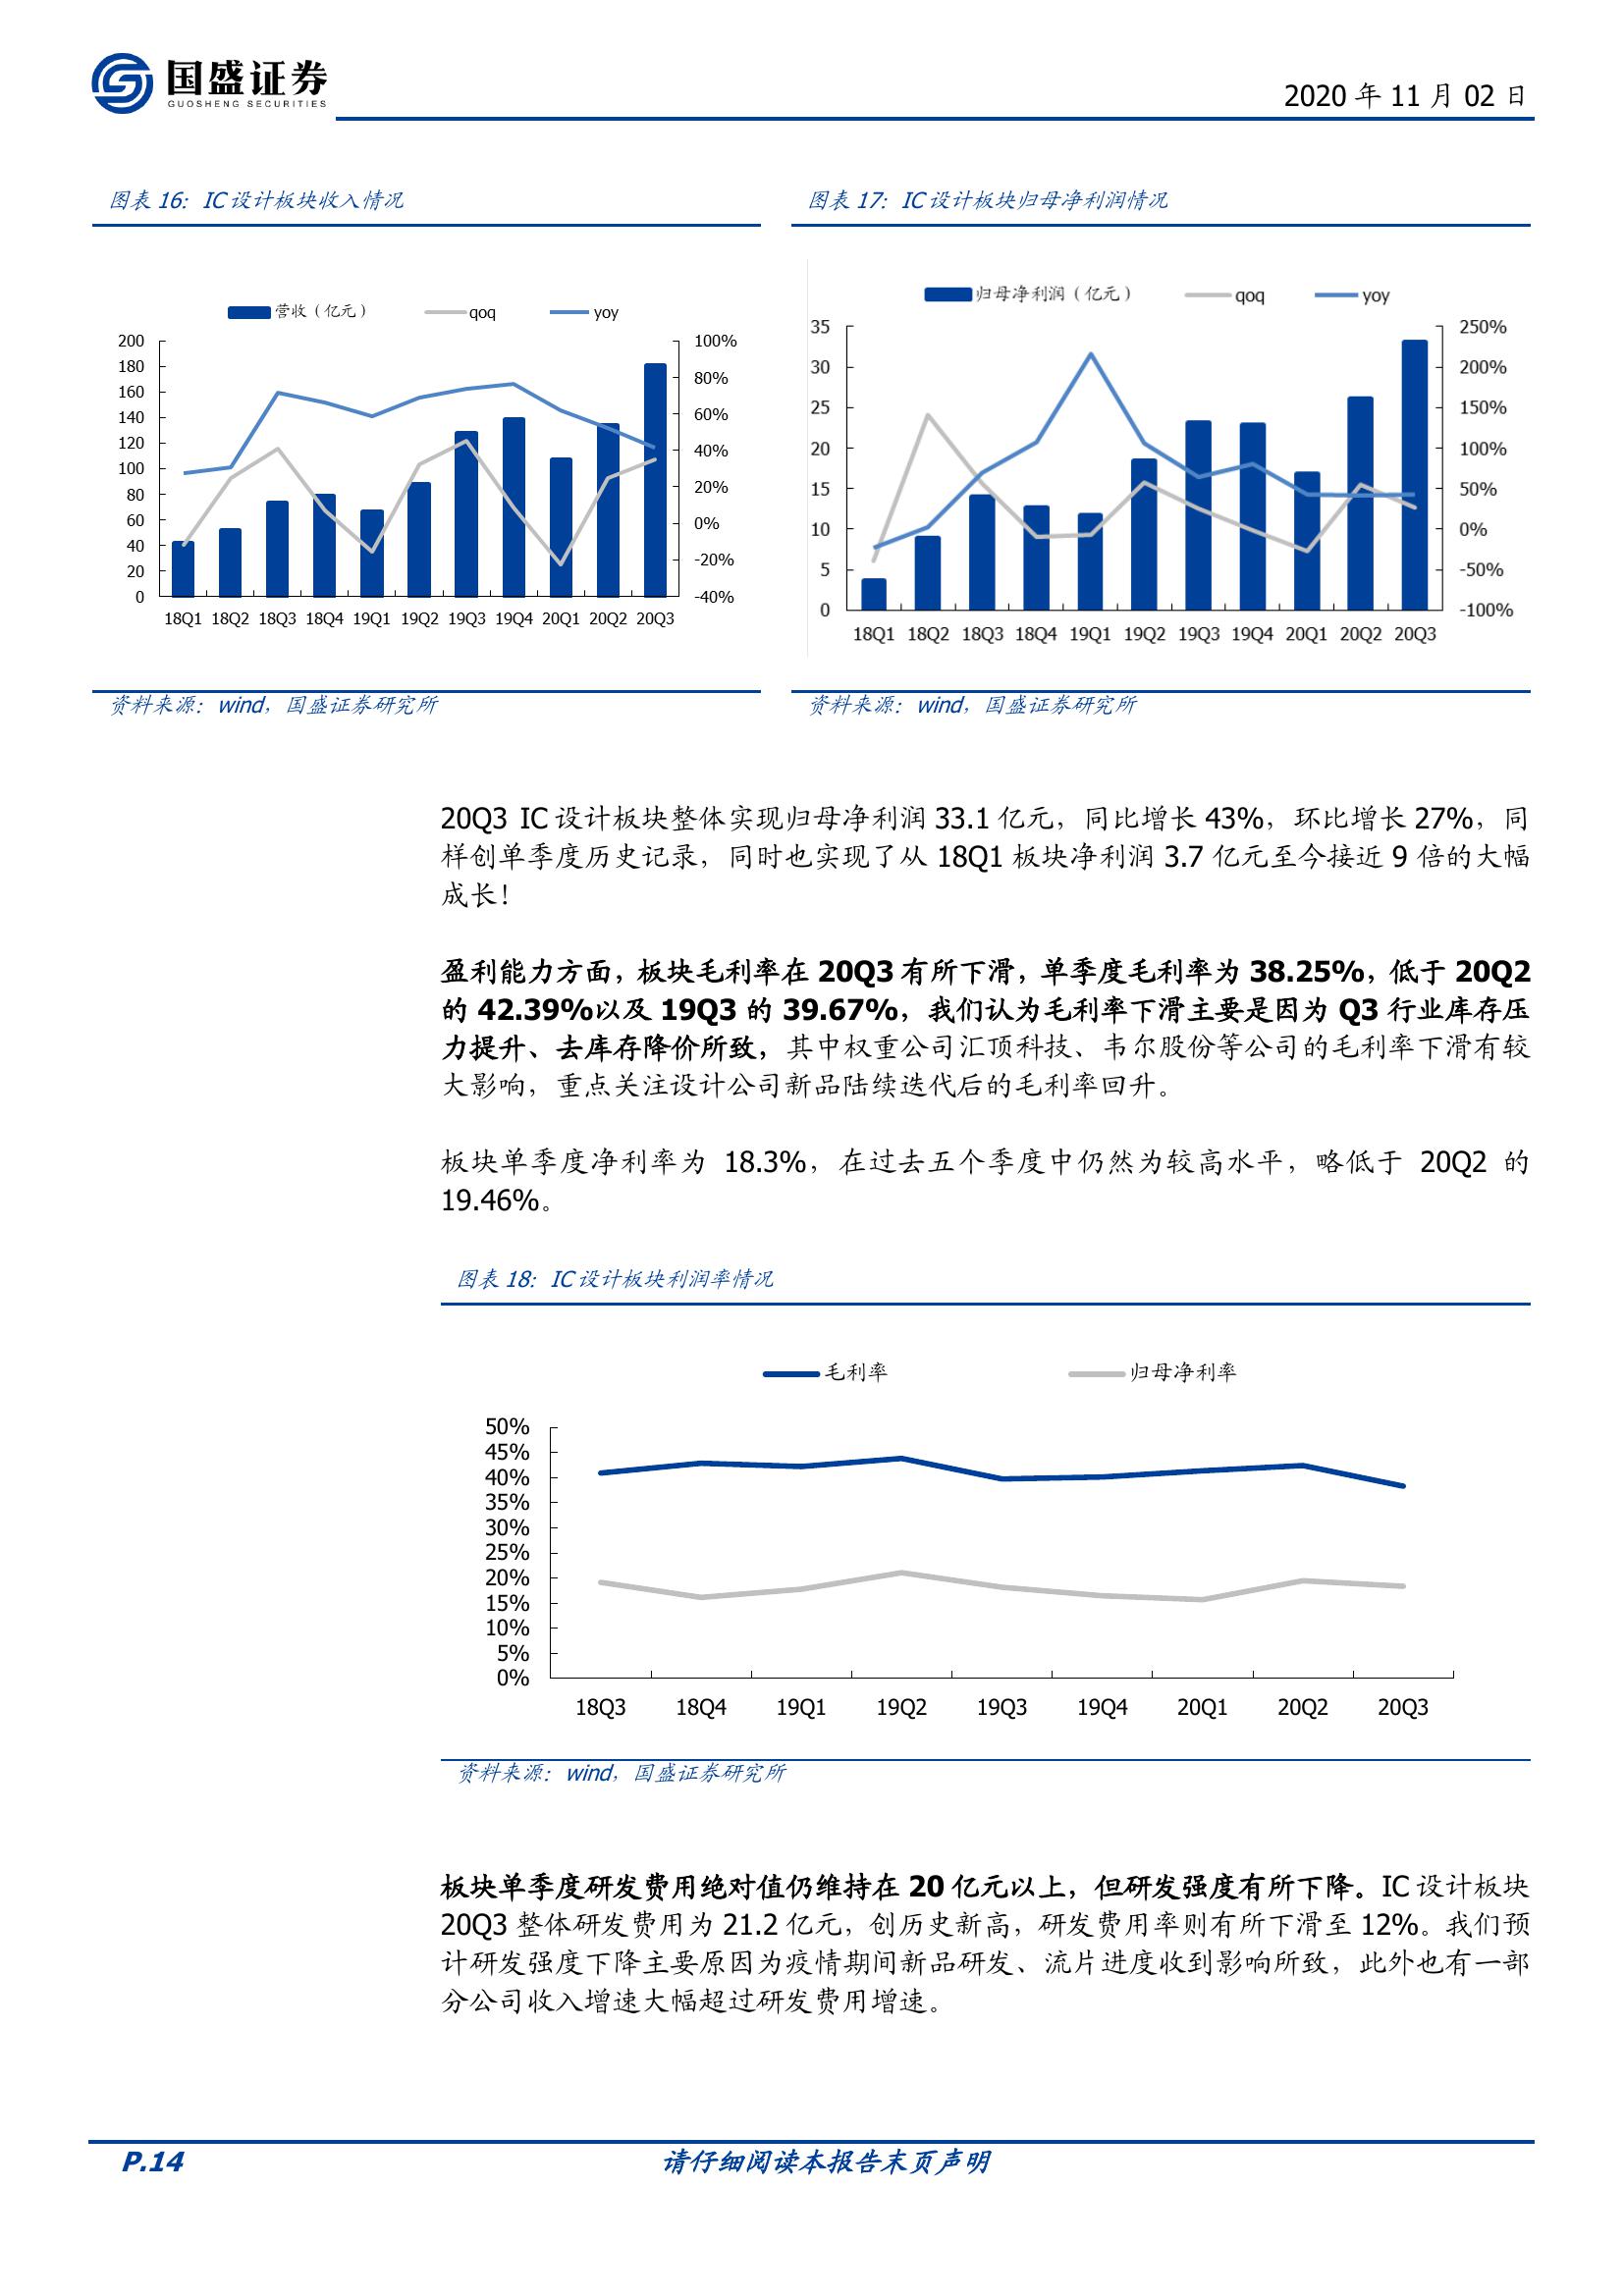 国盛证券
GUOSHENG SECURITIES
2020 年 11 月 02 日
图表 16：IC 设计板块收入情况
营收（亿元） qoq yoy
200
180
160
140
120
100
80
60
40
20
0
100%
80%
60%
40%
20%
0%
-20%
-40%
18Q1 18Q2 18Q3 18Q4 19Q1 19Q2 19Q3 19Q4 20Q1 20Q2 20Q3
资料来源：wind，国盛证券研究所
图表 17：IC 设计板块归母净利润情况
归母净利润（亿元） qoq yoy
35
30
25
20
15
10
5
0
250%
200%
150%
100%
50%
0%
-50%
-100%
18Q1 18Q2 18Q3 18Q4 19Q1 19Q2 19Q3 19Q4 20Q1 20Q2 20Q3
资料来源：wind，国盛证券研究所
20Q3 IC 设计板块整体实现归母净利润 33.1 亿元，同比增长 43%，环比增长 27%，同
样创单季度历史记录，同时也实现了从 18Q1 板块净利润 3.7 亿元至今接近 9 倍的大幅
成长！
盈利能力方面，板块毛利率在 20Q3 有所下滑，单季度毛利率为 38.25%，低于 20Q2
的 42.39%以及 19Q3 的 39.67%，我们认为毛利率下滑主要是因为 Q3 行业库存压
力提升、去库存降价所致，其中权重公司汇顶科技、韦尔股份等公司的毛利率下滑有较
大影响，重点关注设计公司新品陆续迭代后的毛利率回升。
板块单季度净利率为 18.3%，在过去五个季度中仍然为较高水平，略低于 20Q2 的
19.46%。
图表 18：IC 设计板块利润率情况
毛利率 归母净利率
50%
45%
40%
35%
30%
25%
20%
15%
10%
5%
0%
18Q3 18Q4 19Q1 19Q2 19Q3 19Q4 20Q1 20Q2 20Q3
资料来源：wind，国盛证券研究所
板块单季度研发费用绝对值仍维持在 20 亿元以上，但研发强度有所下降。IC 设计板块
20Q3 整体研发费用为 21.2 亿元，创历史新高，研发费用率则有所下滑至 12%。我们预
计研发强度下降主要原因为疫情期间新品研发、流片进度收到影响所致，此外也有一部
分公司收入增速大幅超过研发费用增速。
P.14
请仔细阅读本报告末页声明